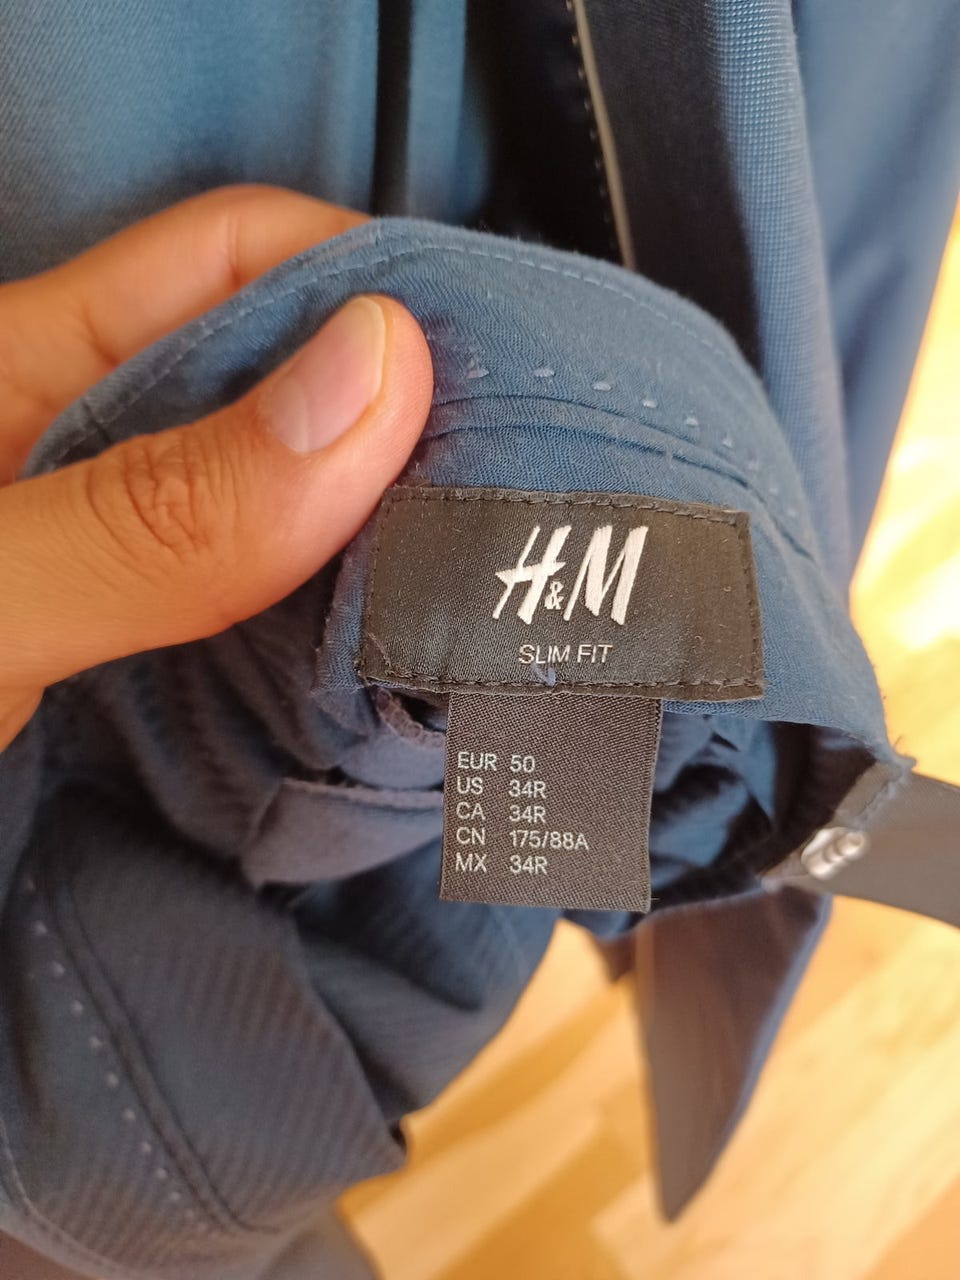 H&M
SLIM FIT
EUR 50
US 34R
CA 34R
CN 175/88A
MX 34R